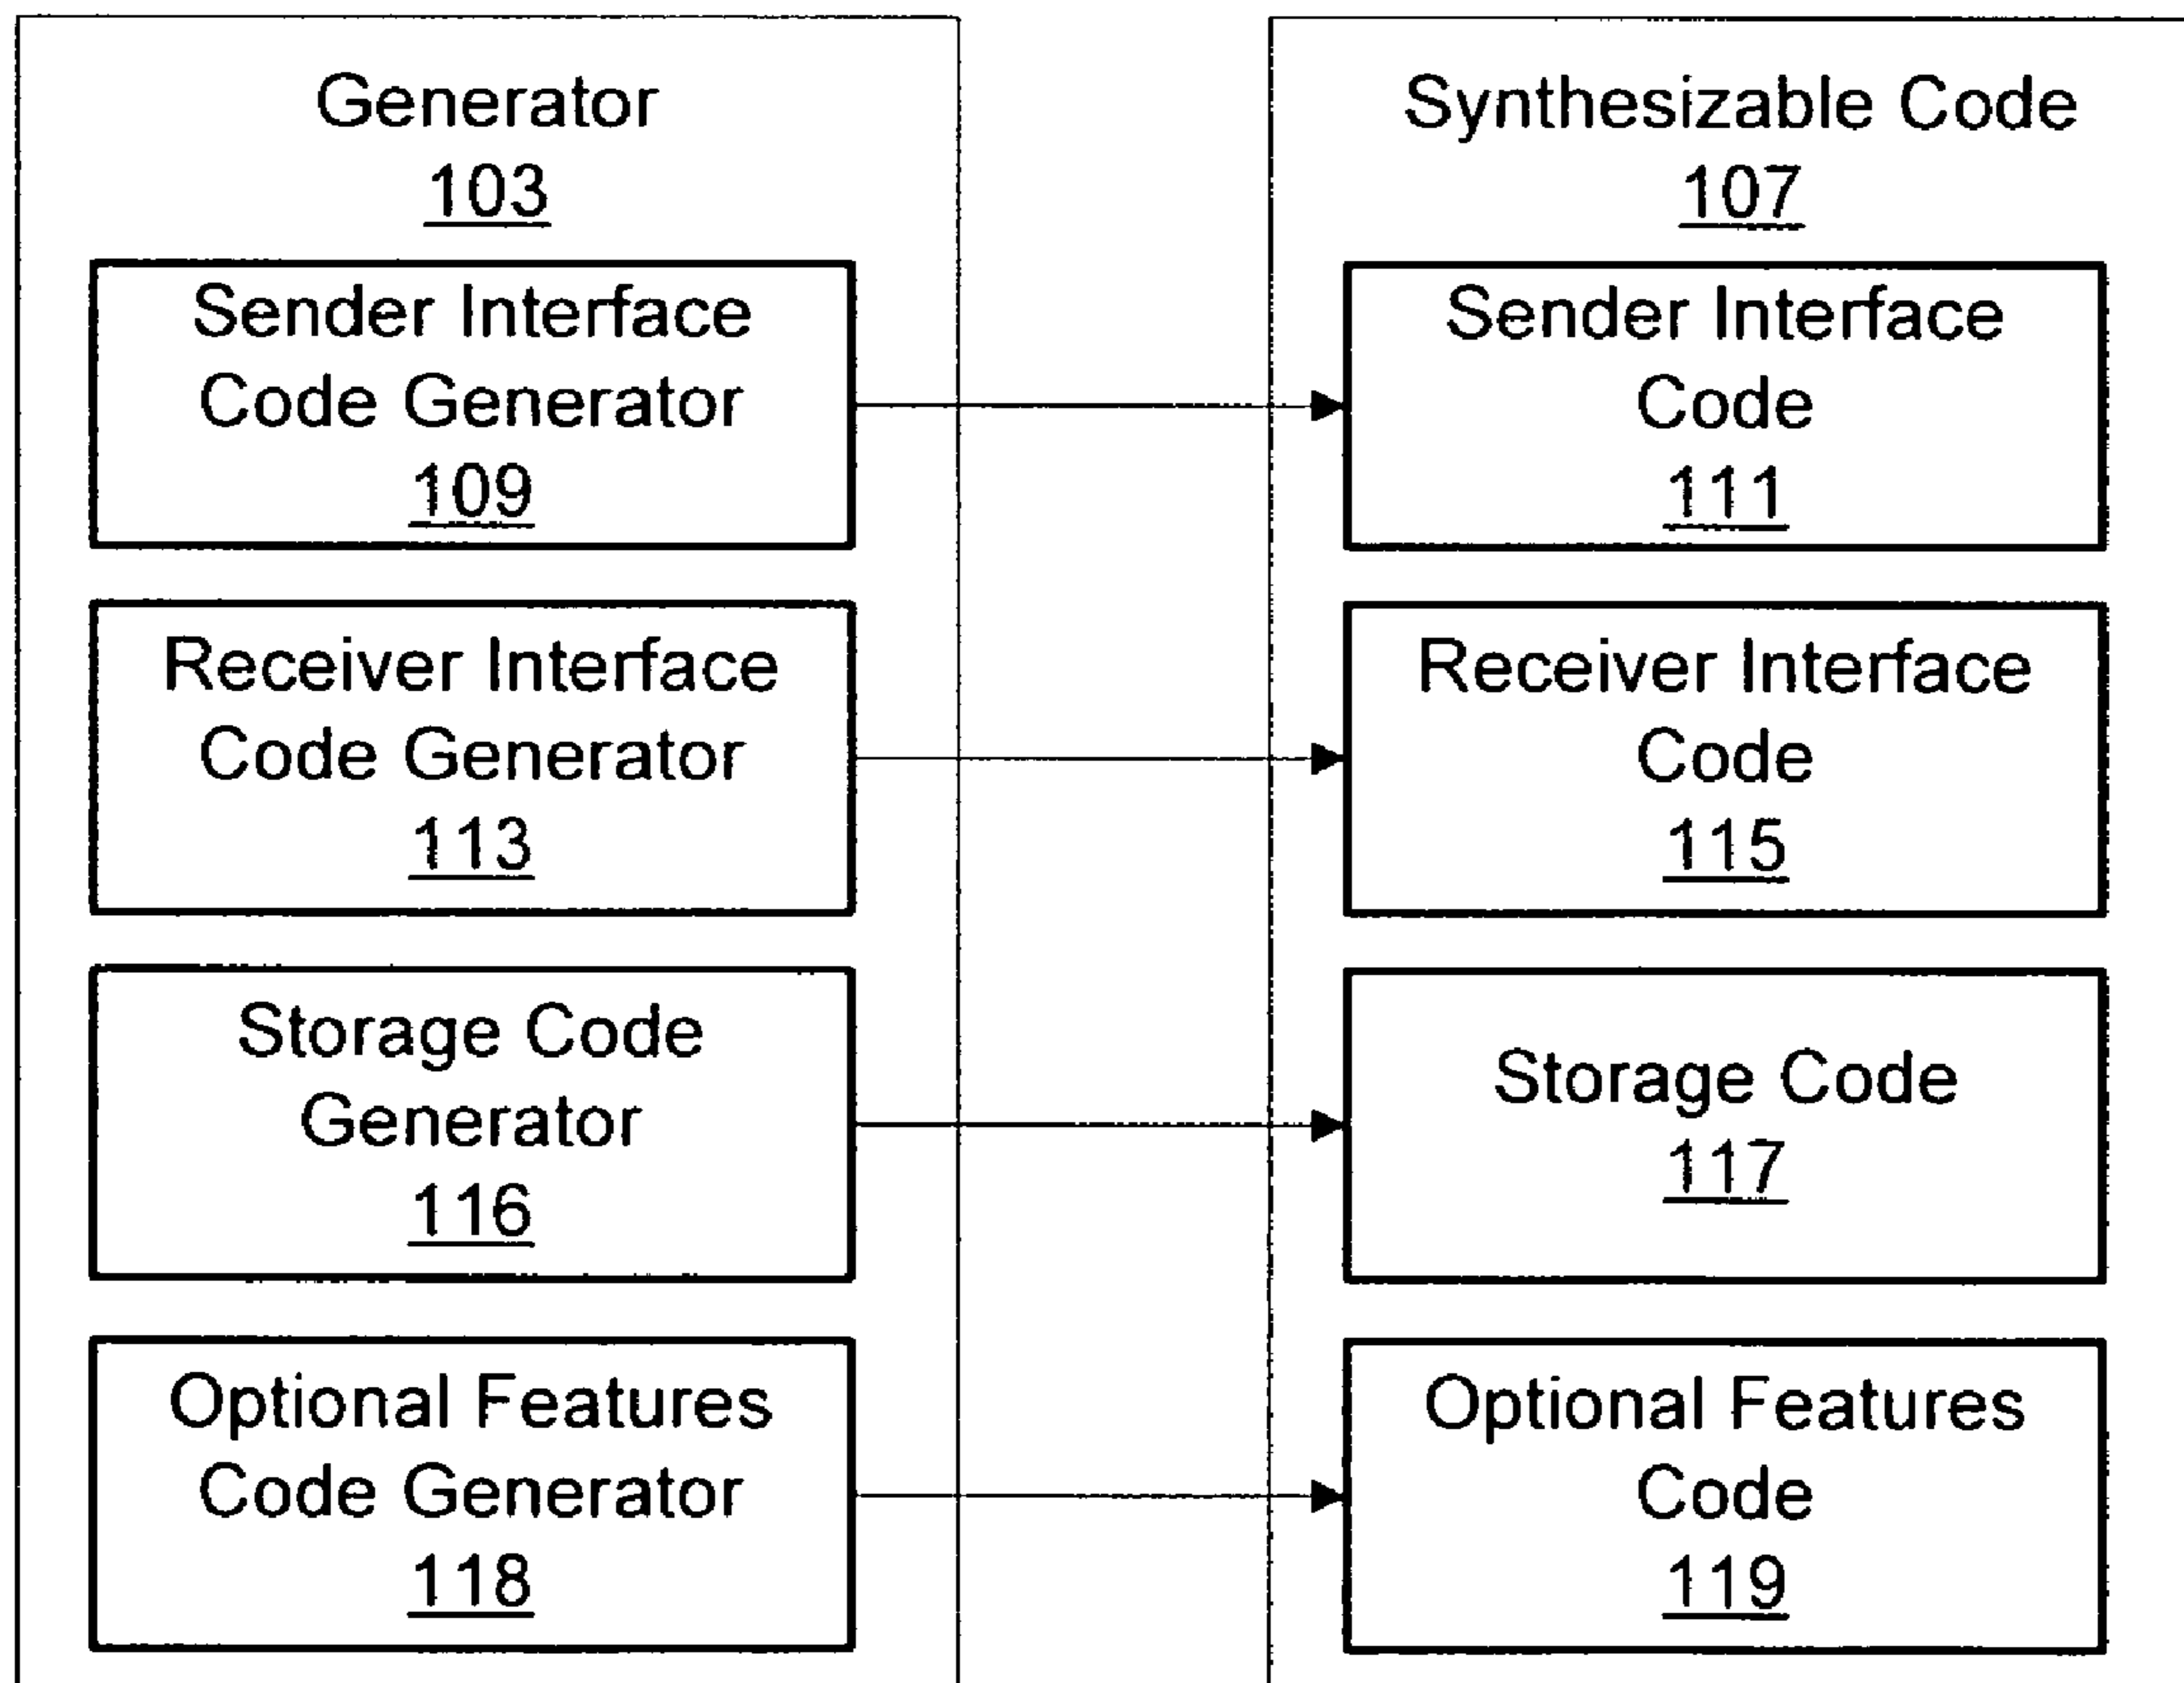 Generator
103
Sender Interface
Code Generator
109
Receiver Interface
Code Generator
113
Storage Code
Generator
116
Optional Features
Code Generator
118
Synthesizable Code
107
Sender Interface
Code
111
Receiver Interface
Code
115
Storage Code
117
Optional Features
Code
119